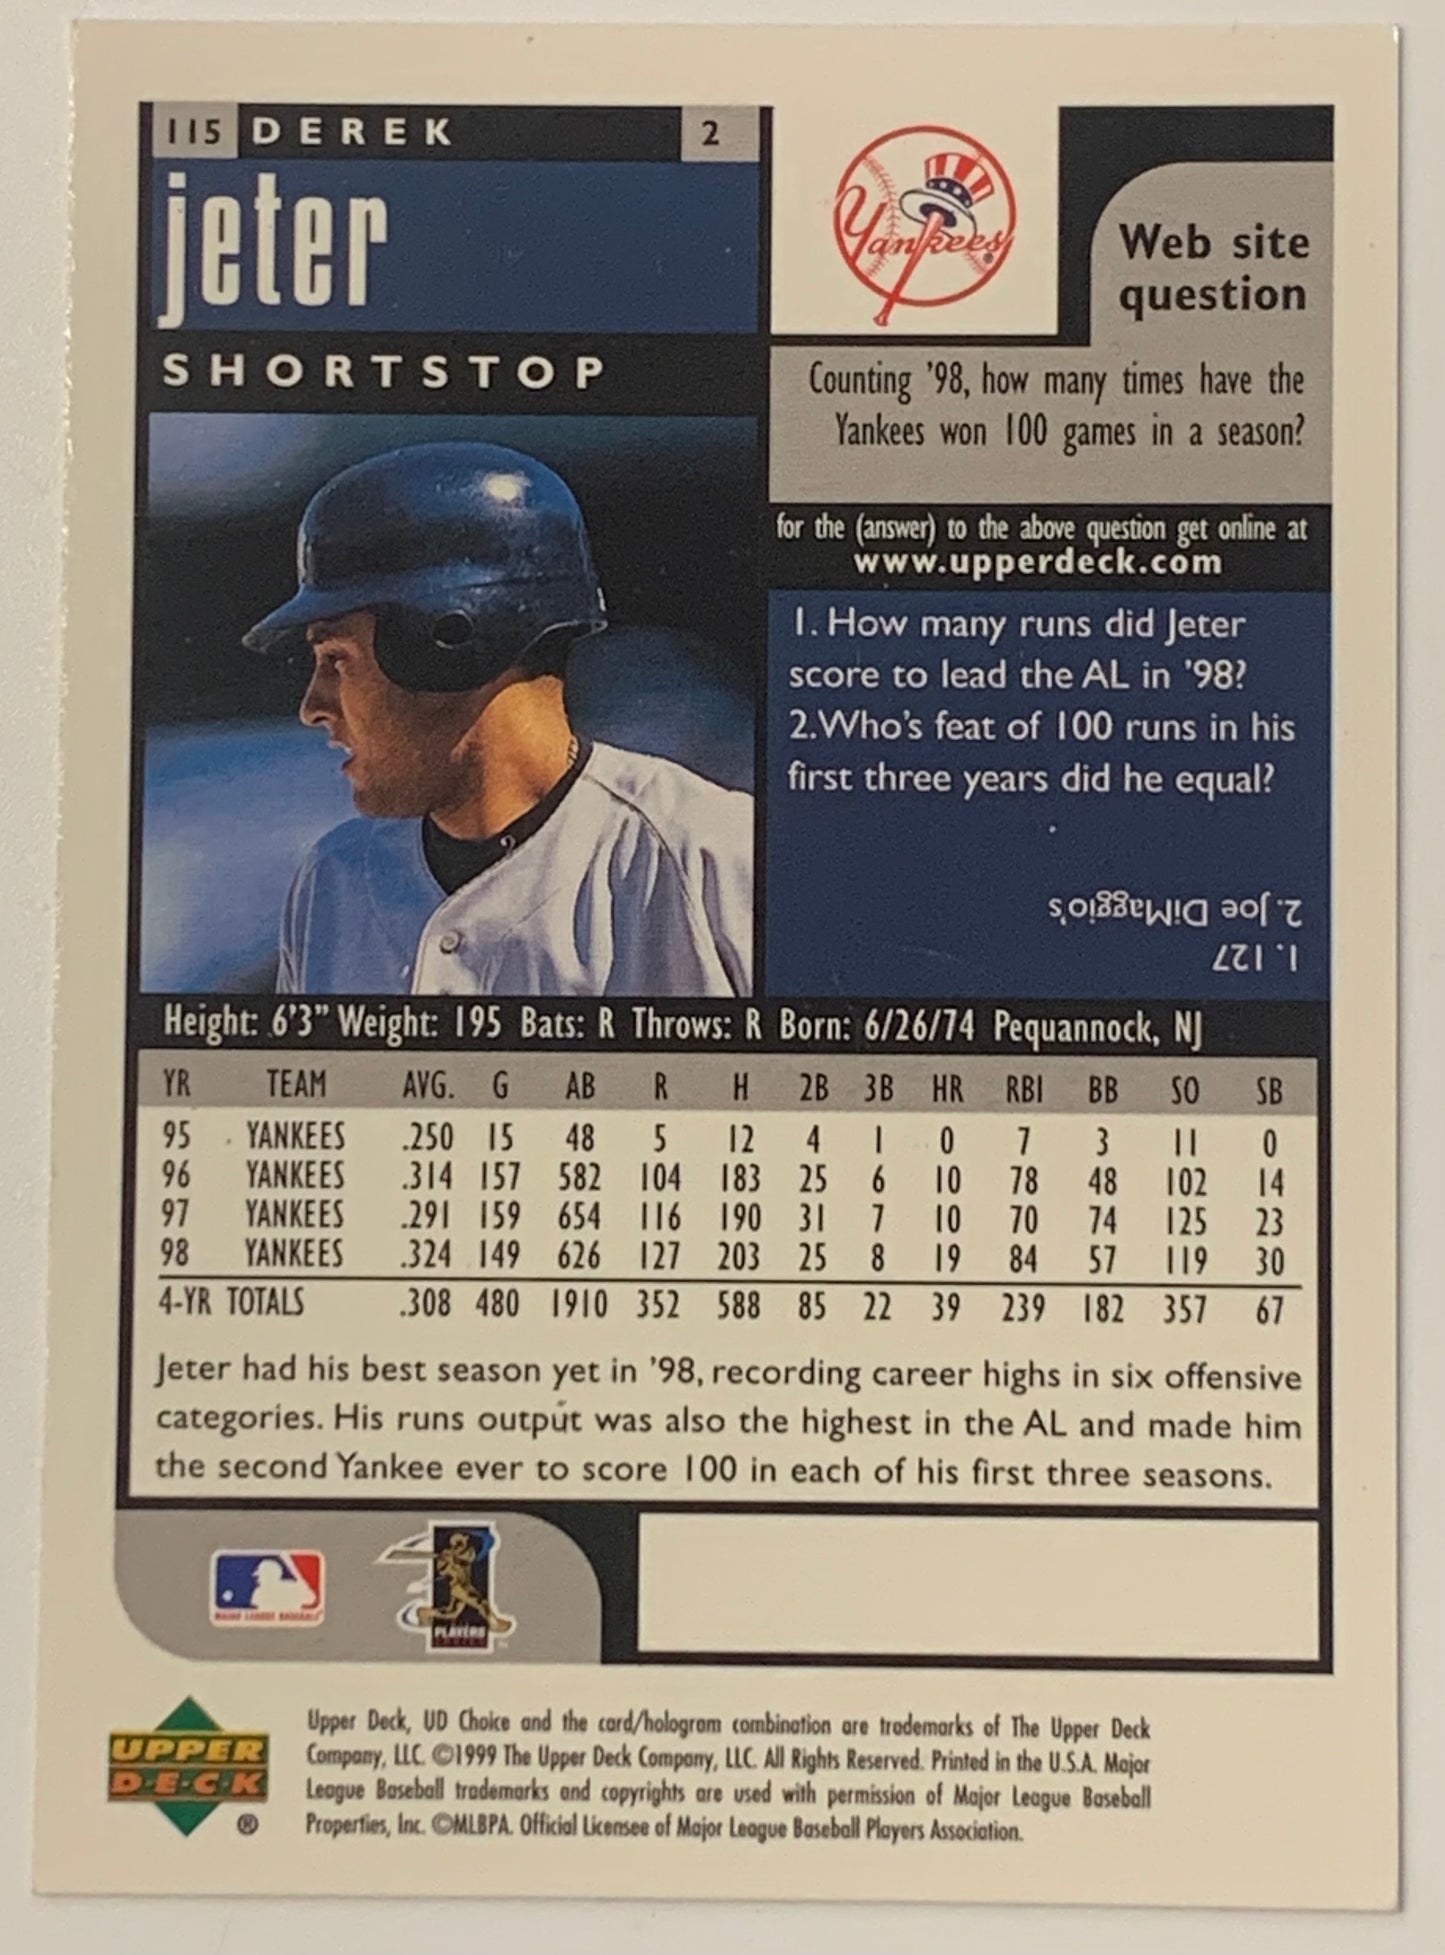 115 DEREK 2
jeter
SHORTSTOP
Yankees
Web site
question
Counting '98, how many times have the
Yankees won 100 games in a season?
for the (answer) to the above question get online at
www.upperdeck.com
1. How many runs did Jeter
score to lead the AL in '98?
2.Who's feat of 100 runs in his
first three years did he equal?
1. 127
2. Joe DiMaggio's
Height: 6'3" Weight: 195 Bats: R Throws: R Born: 6/26/74 Pequannock, NJ
YR TEAM AVG. G AB R H 2B 3B HR RBI BB SO SB
95 YANKEES .250 15 48 5 12 4 1 0 7 3 11 0
96 YANKEES .314 157 582 104 183 25 6 10 78 48 102 14
97 YANKEES .291 159 654 116 190 31 7 10 70 74 125 23
98 YANKEES .324 149 626 127 203 25 8 19 84 57 119 30
4-YR TOTALS .308 480 1910 352 588 85 22 39 239 182 357 67
Jeter had his best season yet in '98, recording career highs in six offensive
categories. His runs output was also the highest in the AL and made him
the second Yankee ever to score 100 in each of his first three seasons.
MAJOR LEAGUE BASEBALL
PLAYERS
UPPER
D·E·C·K
®
Upper Deck, UD Choice and the card/hologram combination are trademarks of The Upper Deck
Company, LLC. ©1999 The Upper Deck Company, LLC. All Rights Reserved. Printed in the U.S.A. Major
League Baseball trademarks and copyrights are used with permission of Major League Baseball
Properties, Inc. ©MLBPA. Official Licensee of Major League Baseball Players Association.